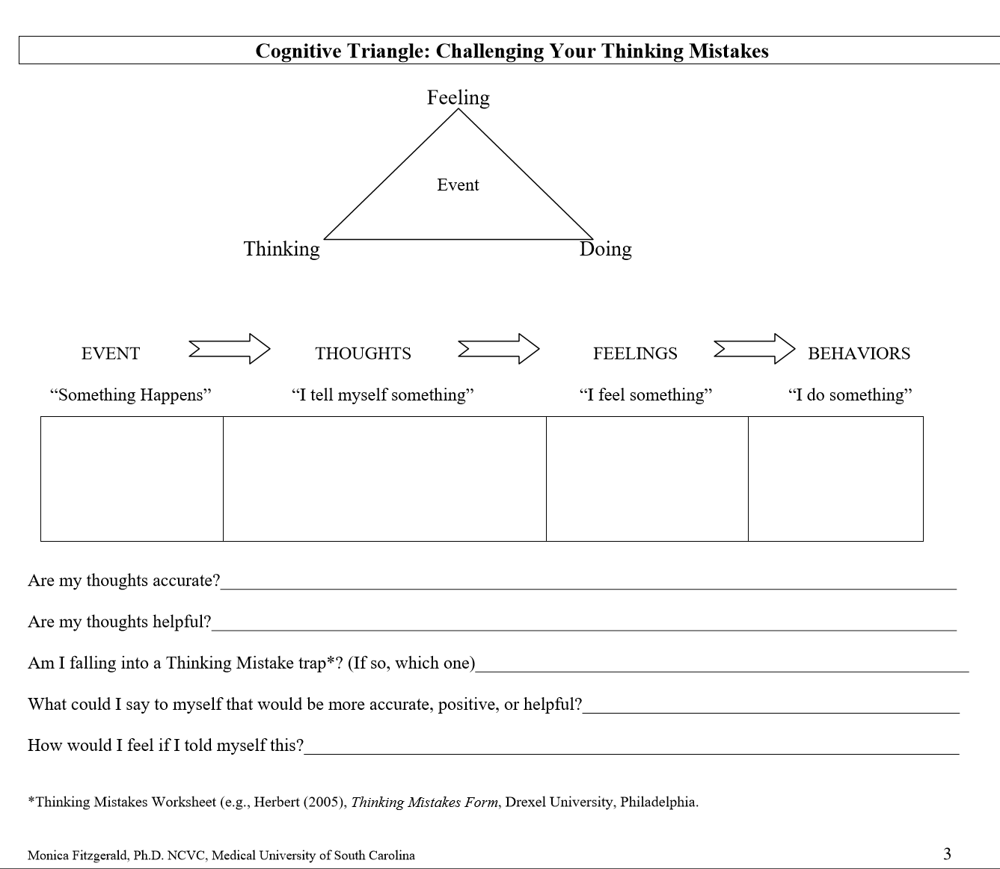 Cognitive Triangle: Challenging Your Thinking Mistakes
Feeling
Event
Thinking
Doing
EVENT THOUGHTS FEELINGS BEHAVIORS
“Something Happens” “I tell myself something” “I feel something” “I do something”
Are my thoughts accurate?
Are my thoughts helpful?
Am I falling into a Thinking Mistake trap*? (If so, which one)
What could I say to myself that would be more accurate, positive, or helpful?
How would I feel if I told myself this?
*Thinking Mistakes Worksheet (e.g., Herbert (2005), Thinking Mistakes Form, Drexel University, Philadelphia.
Monica Fitzgerald, Ph.D. NCVC, Medical University of South Carolina 3